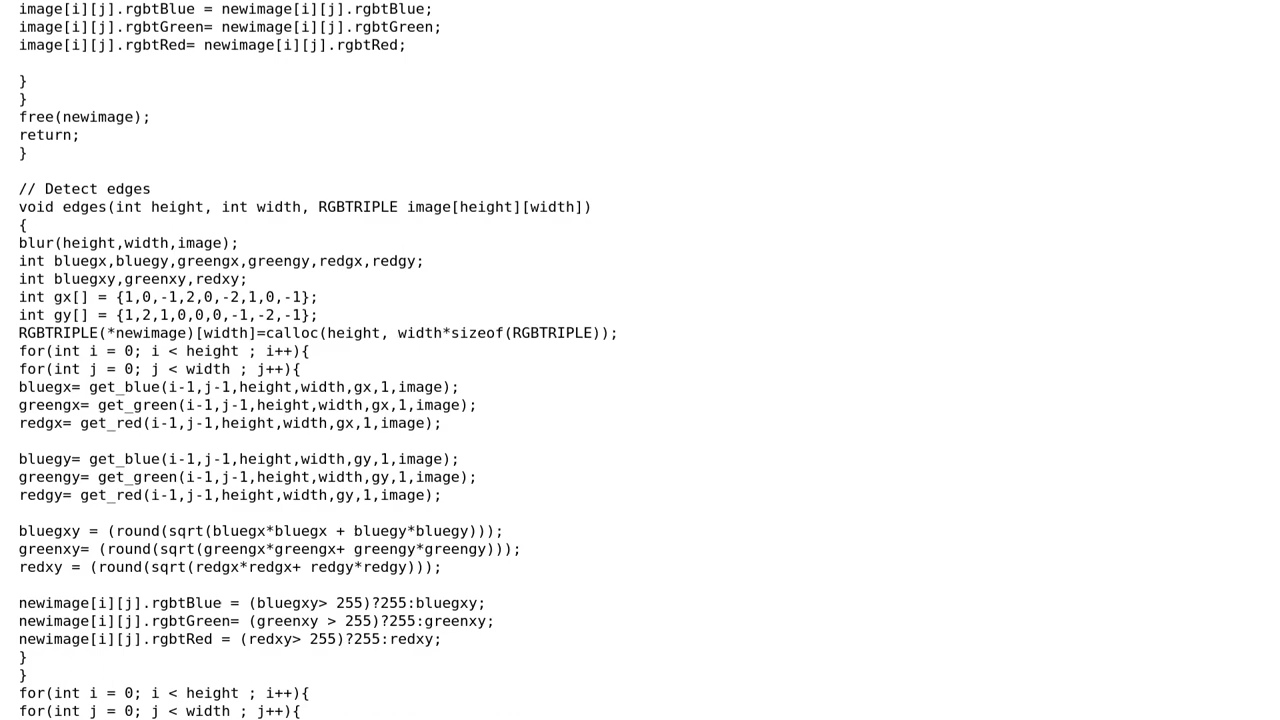 image[i][j].rgbtBlue = newimage[i][j].rgbtBlue;
image[i][j].rgbtGreen= newimage[i][j].rgbtGreen;
image[i][j].rgbtRed= newimage[i][j].rgbtRed;
}
}
free(newimage);
return;
}
// Detect edges
void edges(int height, int width, RGBTRIPLE image[height][width])
{
blur(height,width,image);
int bluegx,bluegy,greengx,greengy,redgx,redgy;
int bluegxy,greenxy,redxy;
int gx[] = {1,0,-1,2,0,-2,1,0,-1};
int gy[] = {1,2,1,0,0,0,-1,-2,-1};
RGBTRIPLE(*newimage)[width]=calloc(height, width*sizeof(RGBTRIPLE));
for(int i = 0; i < height ; i++){
for(int j = 0; j < width ; j++){
bluegx= get_blue(i-1,j-1,height,width,gx,1,image);
greengx= get_green(i-1,j-1,height,width,gx,1,image);
redgx= get_red(i-1,j-1,height,width,gx,1,image);
bluegy= get_blue(i-1,j-1,height,width,gy,1,image);
greengy= get_green(i-1,j-1,height,width,gy,1,image);
redgy= get_red(i-1,j-1,height,width,gy,1,image);
bluegxy = (round(sqrt(bluegx*bluegx + bluegy*bluegy)));
greenxy= (round(sqrt(greengx*greengx+ greengy*greengy)));
redxy = (round(sqrt(redgx*redgx+ redgy*redgy)));
newimage[i][j].rgbtBlue = (bluegxy> 255)?255:bluegxy;
newimage[i][j].rgbtGreen= (greenxy > 255)?255:greenxy;
newimage[i][j].rgbtRed = (redxy> 255)?255:redxy;
}
}
for(int i = 0; i < height ; i++){
for(int j = 0; j < width ; j++){